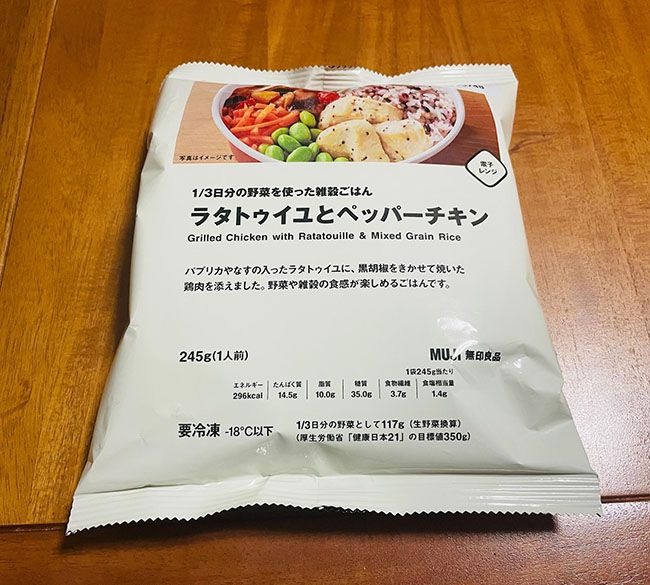 写真はイメージです
電子
レンジ
1/3日分の野菜を使った雑穀ごはん
ラタトゥイユとペッパーチキン
Grilled Chicken with Ratatouille & Mixed Grain Rice
パプリカやなすの入ったラタトゥイユに、黒胡椒をきかせて焼いた
鶏肉を添えました。野菜や雑穀の食感が楽しめるごはんです。
245g(1人前)
MUJI 無印良品
1袋245g当たり
エネルギー たんぱく質 脂質 糖質 食物繊維 食塩相当量
296kcal 14.5g 10.0g 35.0g 3.7g 1.4g
要冷凍 -18℃以下
1/3日分の野菜として117g（生野菜換算）
（厚生労働省「健康日本21」の目標値350g）